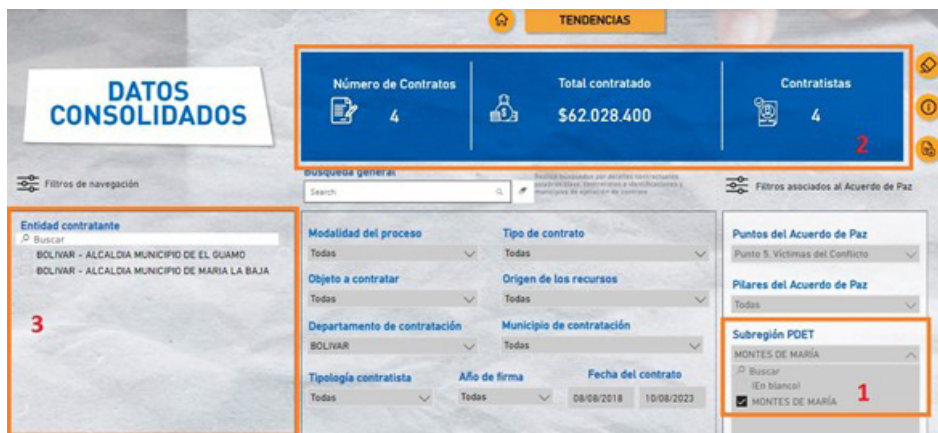 TENDENCIAS
DATOS
CONSOLIDADOS
Número de Contratos
4
Total contratado
$62.028.400
Contratistas
4
2
Filtros de navegación
Búsqueda general
Search
Filtros asociados al Acuerdo de Paz
Entidad contratante
Buscar
BOLIVAR - ALCALDIA MUNICIPIO DE EL GUAMO
BOLIVAR - ALCALDIA MUNICIPIO DE MARIA LA BAJA
3
Modalidad del proceso
Todas
Tipo de contrato
Todas
Objeto a contratar
Todas
Origen de los recursos
Todas
Departamento de contratación
BOLIVAR
Municipio de contratación
Todas
Tipología contratista
Todas
Año de firma
Todas
Fecha del contrato
08/08/2018 10/08/2023
Puntos del Acuerdo de Paz
Punto 5. Víctimas del Conflicto
Pilares del Acuerdo de Paz
Todas
Subregión PDET
MONTES DE MARÍA
Buscar
(En blanco)
MONTES DE MARÍA
1